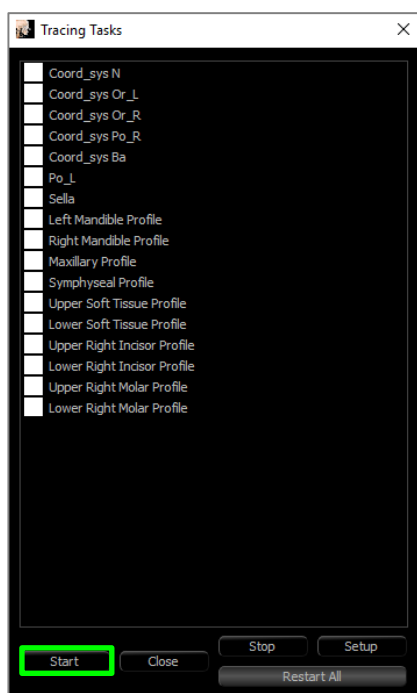 Tracing Tasks
Coord_sys N
Coord_sys Or_L
Coord_sys Or_R
Coord_sys Po_R
Coord_sys Ba
Po_L
Sella
Left Mandible Profile
Right Mandible Profile
Maxillary Profile
Symphyseal Profile
Upper Soft Tissue Profile
Lower Soft Tissue Profile
Upper Right Incisor Profile
Lower Right Incisor Profile
Upper Right Molar Profile
Lower Right Molar Profile
Stop Setup
Start Close
Restart All